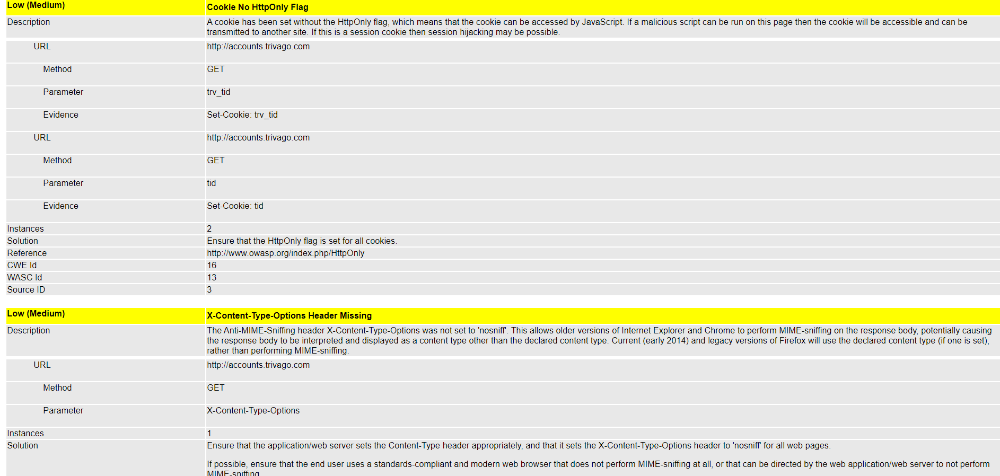 Low (Medium) Cookie No HttpOnly Flag
Description A cookie has been set without the HttpOnly flag, which means that the cookie can be accessed by JavaScript. If a malicious script can be run on this page then the cookie will be accessible and can be
transmitted to another site. If this is a session cookie then session hijacking may be possible.
URL http://accounts.trivago.com
Method GET
Parameter trv_tid
Evidence Set-Cookie: trv_tid
URL http://accounts.trivago.com
Method GET
Parameter tid
Evidence Set-Cookie: tid
Instances 2
Solution Ensure that the HttpOnly flag is set for all cookies.
Reference http://www.owasp.org/index.php/HttpOnly
CWE Id 16
WASC Id 13
Source ID 3
Low (Medium) X-Content-Type-Options Header Missing
Description The Anti-MIME-Sniffing header X-Content-Type-Options was not set to 'nosniff'. This allows older versions of Internet Explorer and Chrome to perform MIME-sniffing on the response body, potentially causing
the response body to be interpreted and displayed as a content type other than the declared content type. Current (early 2014) and legacy versions of Firefox will use the declared content type (if one is set),
rather than performing MIME-sniffing.
URL http://accounts.trivago.com
Method GET
Parameter X-Content-Type-Options
Instances 1
Solution Ensure that the application/web server sets the Content-Type header appropriately, and that it sets the X-Content-Type-Options header to 'nosniff' for all web pages.
If possible, ensure that the end user uses a standards-compliant and modern web browser that does not perform MIME-sniffing at all, or that can be directed by the web application/web server to not perform
MIME-sniffing.